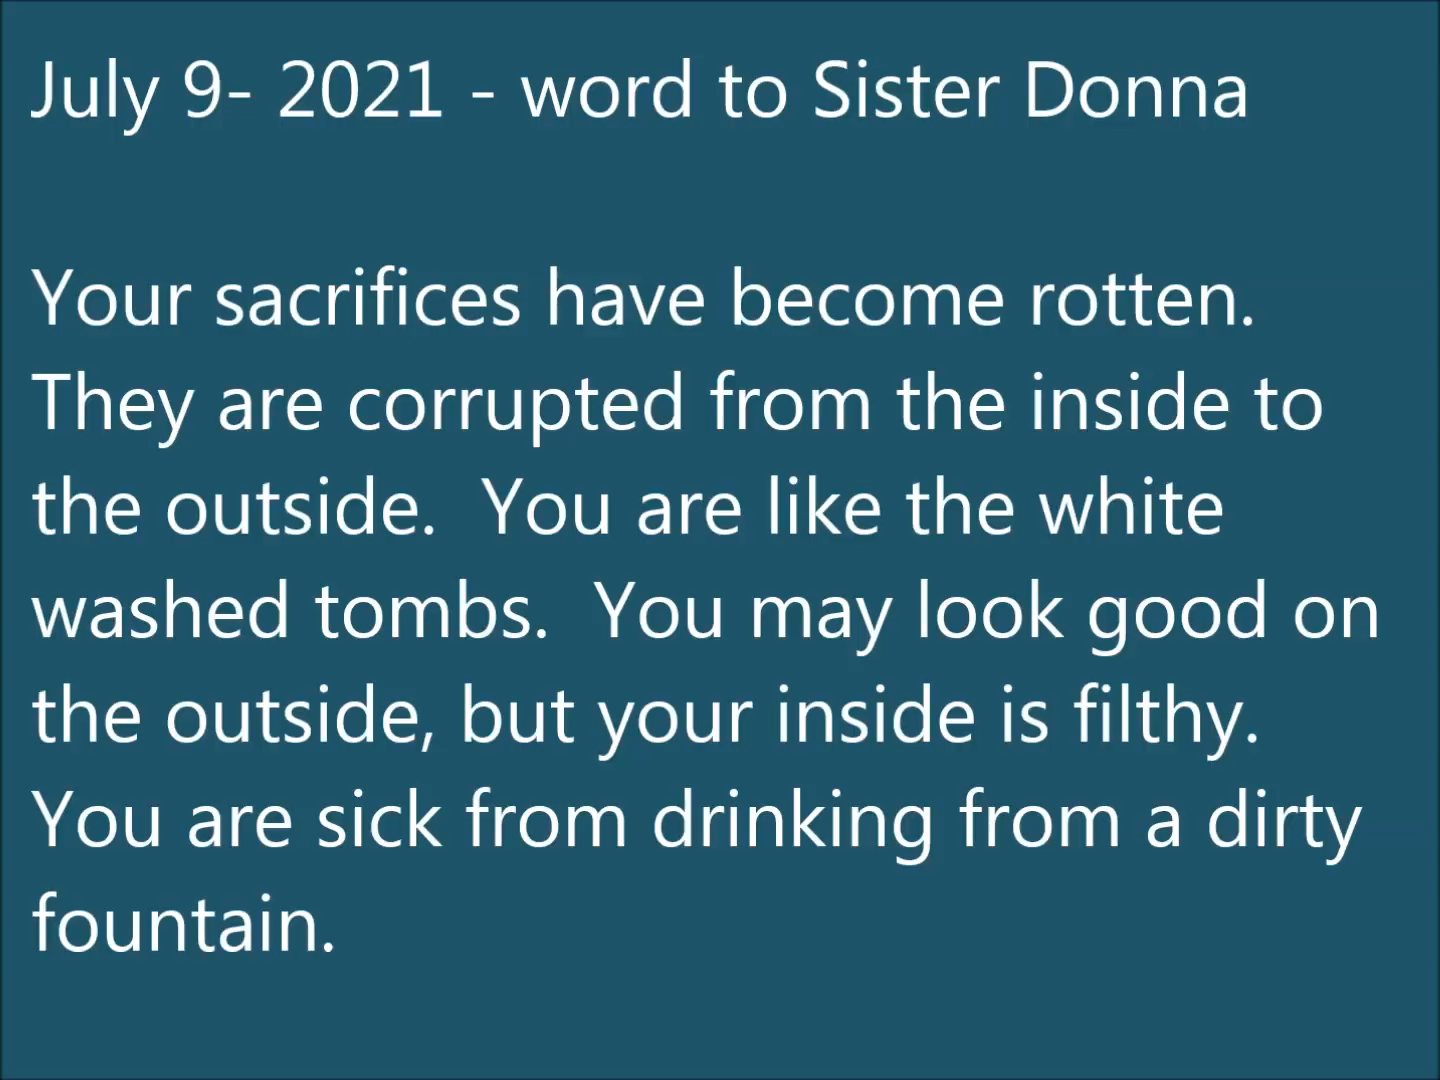 July 9- 2021 - word to Sister Donna
Your sacrifices have become rotten.
They are corrupted from the inside to
the outside.  You are like the white
washed tombs.  You may look good on
the outside, but your inside is filthy.
You are sick from drinking from a dirty
fountain.